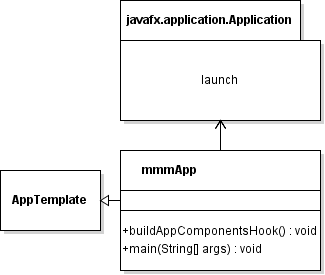 javafx.application.Application
launch
mmmApp
AppTemplate
+buildAppComponentsHook() : void
+main(String[] args) : void